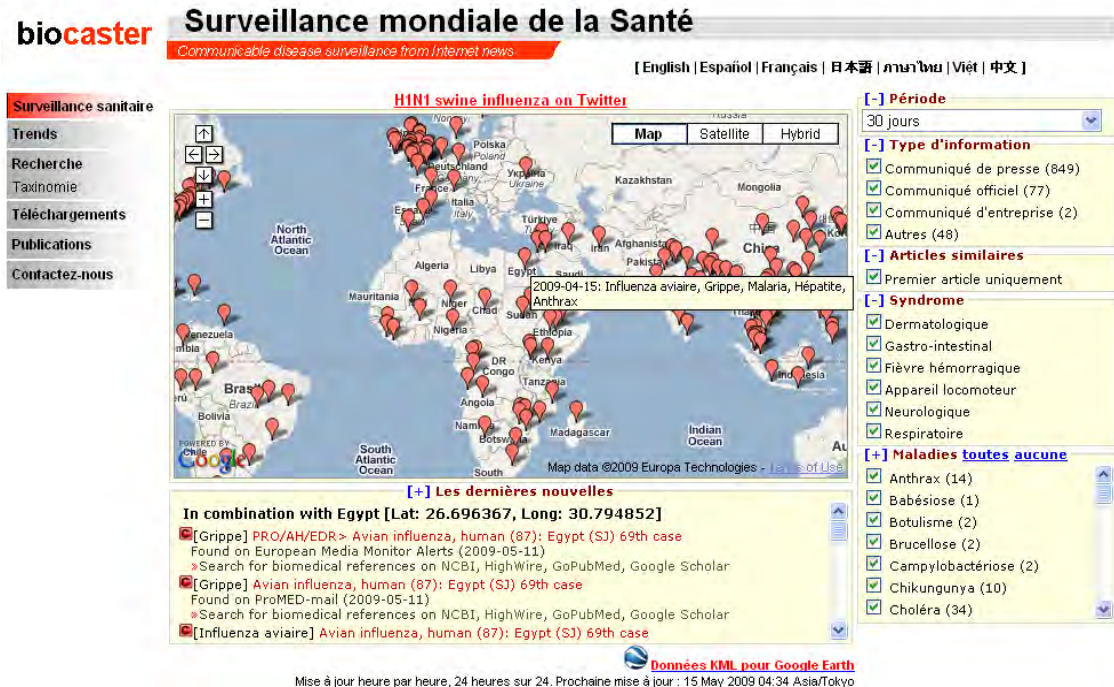 biocaster
Surveillance mondiale de la Santé
Communicable disease surveillance from Internet news
[ English | Español | Français | 日本語 | ภาษาไทย | Việt | 中文 ]
Surveillance sanitaire
Trends
Recherche
Taxinomie
Téléchargements
Publications
Contactez-nous
H1N1 swine influenza on Twitter
Map Satellite Hybrid
Polska
Poland
Україна
Ukraine
Kazakhstan
Mongolia
France
Italia
Italy
Türkiye
Iraq
Iran
Afghanistan
China
North
Atlantic
Ocean
Algeria
Libya
Egypt
Saudi
2009-04-15: Influenza aviaire, Grippe, Malaria, Hépatite,
Anthrax
Mauritania
Niger
Chad
Sudan
Nigeria
Ethiopia
Venezuela
DR
Congo
Kenya
Tanzania
Indonesia
Brasil
Brazil
Bolivia
Angola
Namibia
Botswana
Madagascar
Indian
Ocean
POWERED BY
Google
Chile
South
Atlantic
Ocean
South
Au
Map data ©2009 Europa Technologies - Terms of Use
[-] Période
30 jours
[-] Type d'information
Communiqué de presse (849)
Communiqué officiel (77)
Communiqué d'entreprise (2)
Autres (48)
[-] Articles similaires
Premier article uniquement
[-] Syndrome
Dermatologique
Gastro-intestinal
Fièvre hémorragique
Appareil locomoteur
Neurologique
Respiratoire
[+] Maladies toutes aucune
Anthrax (14)
Babésiose (1)
Botulisme (2)
Brucellose (2)
Campylobactériose (2)
Chikungunya (10)
Choléra (34)
[+] Les dernières nouvelles
In combination with Egypt [Lat: 26.696367, Long: 30.794852]
C [Grippe] PRO/AH/EDR> Avian influenza, human (87): Egypt (SJ) 69th case
Found on European Media Monitor Alerts (2009-05-11)
»Search for biomedical references on NCBI, HighWire, GoPubMed, Google Scholar
C [Grippe] Avian influenza, human (87): Egypt (SJ) 69th case
Found on ProMED-mail (2009-05-11)
»Search for biomedical references on NCBI, HighWire, GoPubMed, Google Scholar
C [Influenza aviaire] Avian influenza, human (87): Egypt (SJ) 69th case
Données KML pour Google Earth
Mise à jour heure par heure, 24 heures sur 24. Prochaine mise à jour : 15 May 2009 04:34 Asia/Tokyo